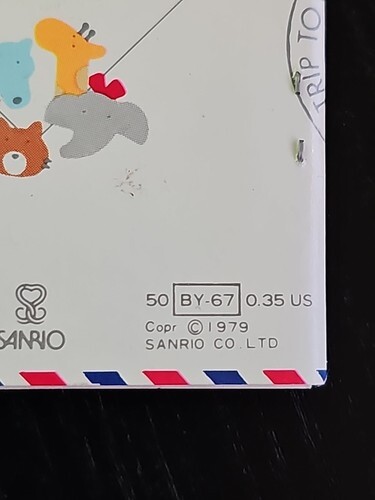 TRIP TO
50 BY-67 0.35 US
Copr ©1979
SANRIO
SANRIO CO. LTD